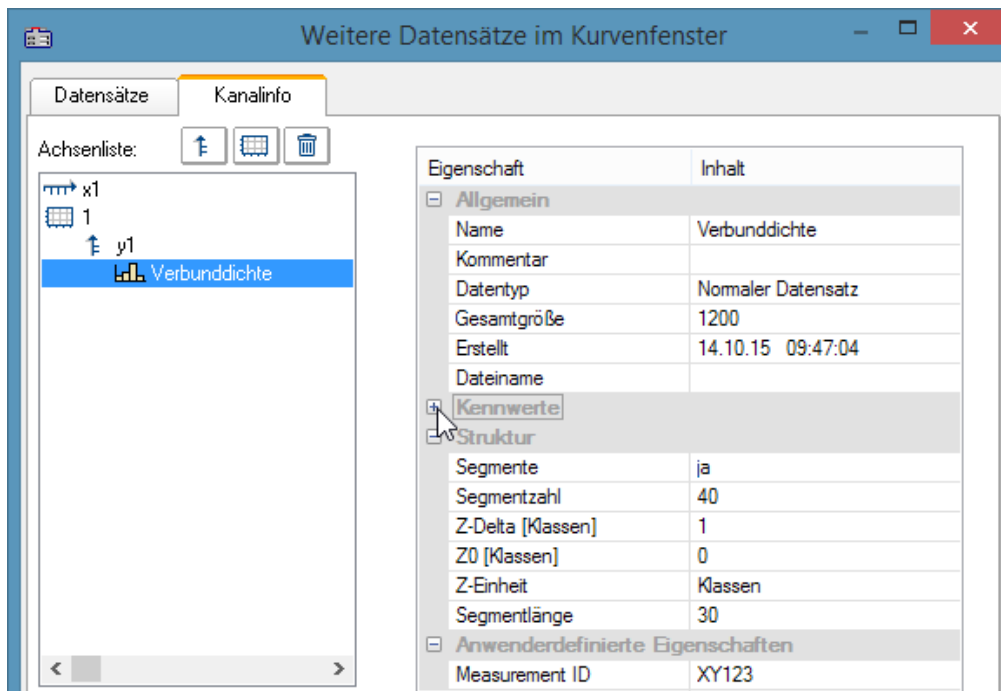 Weitere Datensätze im Kurvenfenster
Datensätze Kanalinfo
Achsenliste:
x1
1
y1
Verbunddichte
Eigenschaft Inhalt
Allgemein
Name Verbunddichte
Kommentar
Datentyp Normaler Datensatz
Gesamtgröße 1200
Erstellt 14.10.15 09:47:04
Dateiname
Kennwerte
Struktur
Segmente ja
Segmentzahl 40
Z-Delta [Klassen] 1
Z0 [Klassen] 0
Z-Einheit Klassen
Segmentlänge 30
Anwenderdefinierte Eigenschaften
Measurement ID XY123